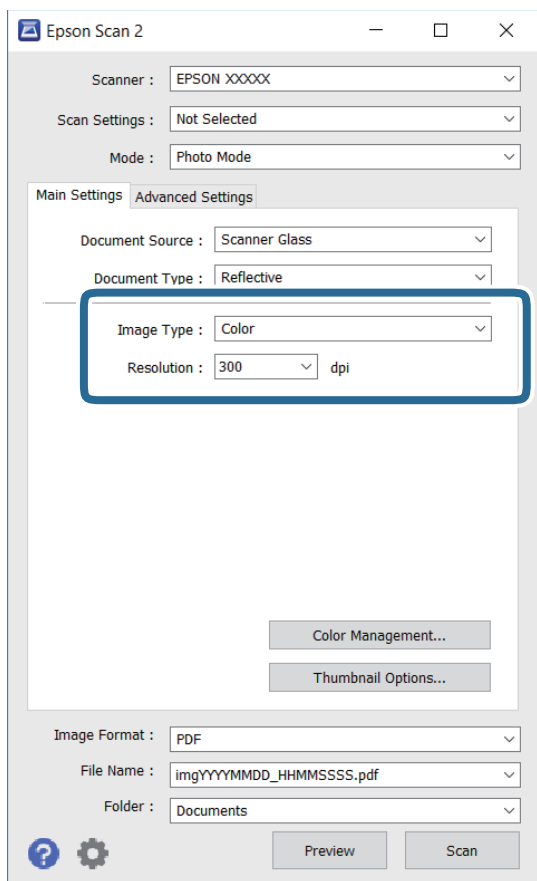 Epson Scan 2
Scanner : EPSON XXXXX
Scan Settings : Not Selected
Mode : Photo Mode
Main Settings Advanced Settings
Document Source : Scanner Glass
Document Type : Reflective
Image Type : Color
Resolution : 300 dpi
Color Management...
Thumbnail Options...
Image Format : PDF
File Name : imgYYYYMMDD_HHMMSSSS.pdf
Folder : Documents
? Preview Scan